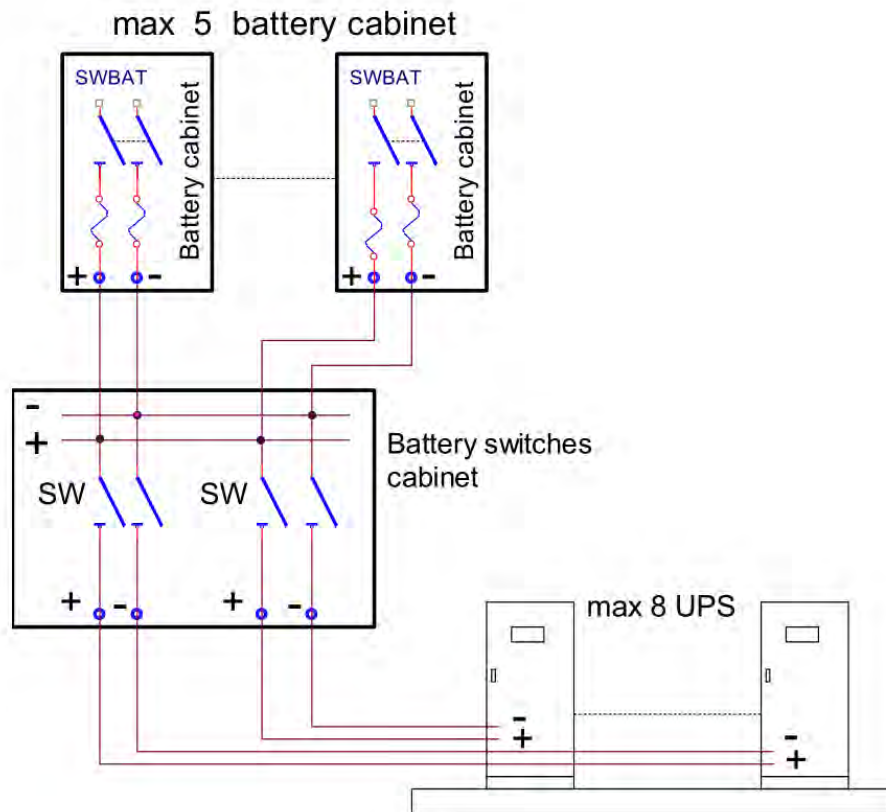 max 5 battery cabinet
SWBAT
Battery cabinet
+ -
SWBAT
Battery cabinet
+ -
-
+
Battery switches
cabinet
SW
SW
+ -
+ -
max 8 UPS
-
+
-
+